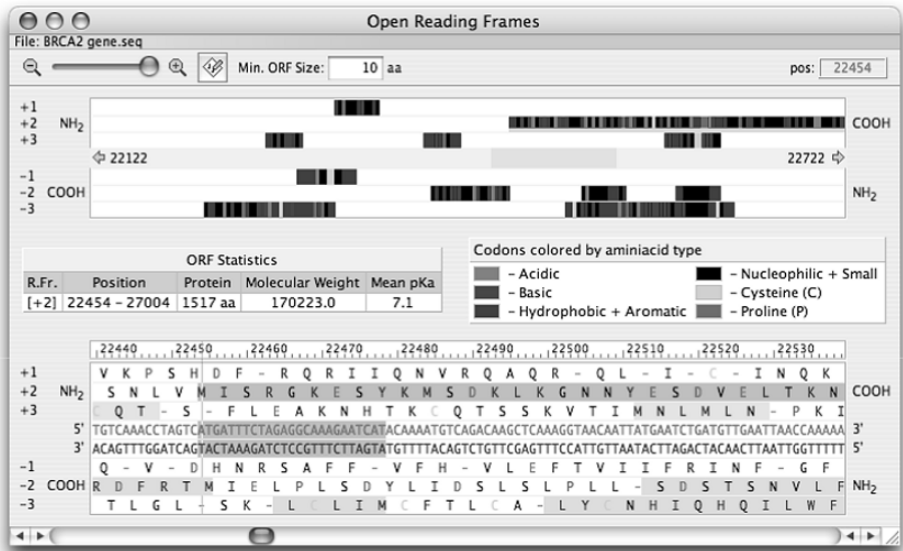 Open Reading Frames
File: BRCA2 gene.seq
Min. ORF Size: 10 aa pos: 22454
+1
+2 NH2 COOH
+3
22122 22722
-1
-2 COOH NH2
-3
ORF Statistics
R.Fr. Position Protein Molecular Weight Mean pKa
[+2] 22454 - 27004 1517 aa 170223.0 7.1
Codons colored by aminiacid type
- Acidic - Nucleophilic + Small
- Basic - Cysteine (C)
- Hydrophobic + Aromatic - Proline (P)
22440 22450 22460 22470 22480 22490 22500 22510 22520 22530
+1 V K P S H D F - R Q R I I Q N V R Q A Q R - Q L - I - C - I N Q K
+2 NH2 S N L V M I S R G K E S Y K M S D K L K G N N Y E S D V E L T K N COOH
+3 C Q T - S - F L E A K N H T K C Q T S S K V T I M N L M L N - P K I
5' TGTCAAACCTAGTCATGATTTCTAGAGGCAAAGAATCATACAAAATGTCAGACAAGCTCAAAGGTAACAATTATGAATCTGATGTTGAATTAACCAAAAA 3'
3' ACAGTTTGGATCAGTACTAAAGATCTCCGTTTCTTAGTATGTTTTACAGTCTGTTCGAGTTTCCATTGTTAATACTTAGACTACAACTTAATTGGTTTTT 5'
-1 Q - V - D H N R S A F F - V F H - V L E F T V I I F R I N F - G F
-2 COOH R D F R T M I E L P L S D Y L I D S L S L P L L - S D S T S N V L F NH2
-3 T L G L - S K - L C L I M C F T L C A - L Y C N H I Q H Q I L W F